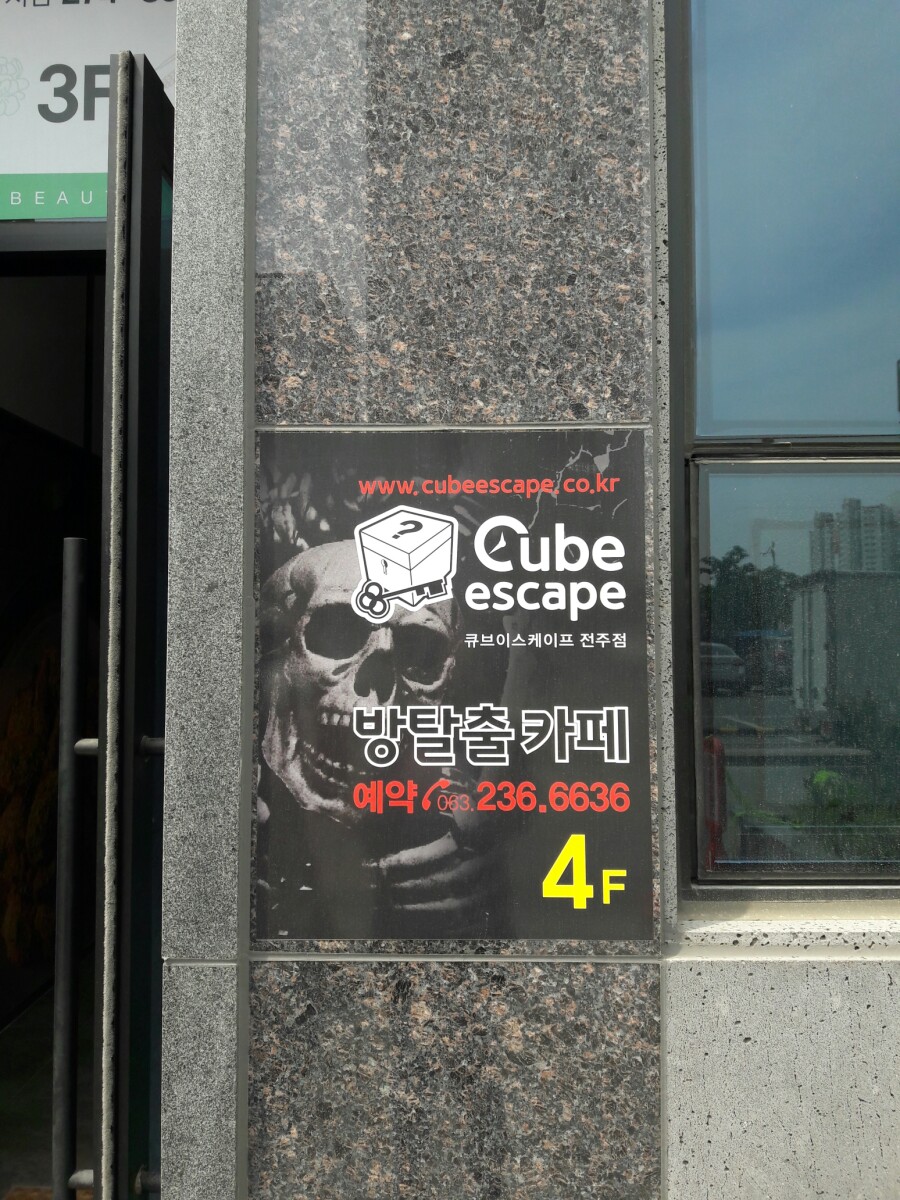 3F
BEAU
www.cubeescape.co.kr
?
Cube
escape
큐브이스케이프 전주점
방탈출 카페
예약 063.236.6636
4F